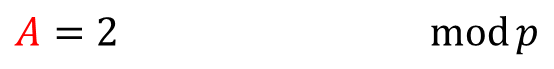 A = 2 mod p